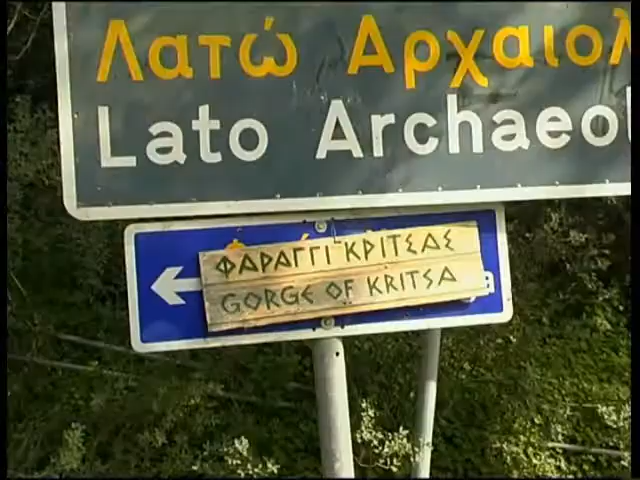 Λατώ Αρχαιολ
Lato Archaeol
ΦΑΡΑΓΓΙ ΚΡΙΤΣΑΣ
GORGE OF KRITSA
a